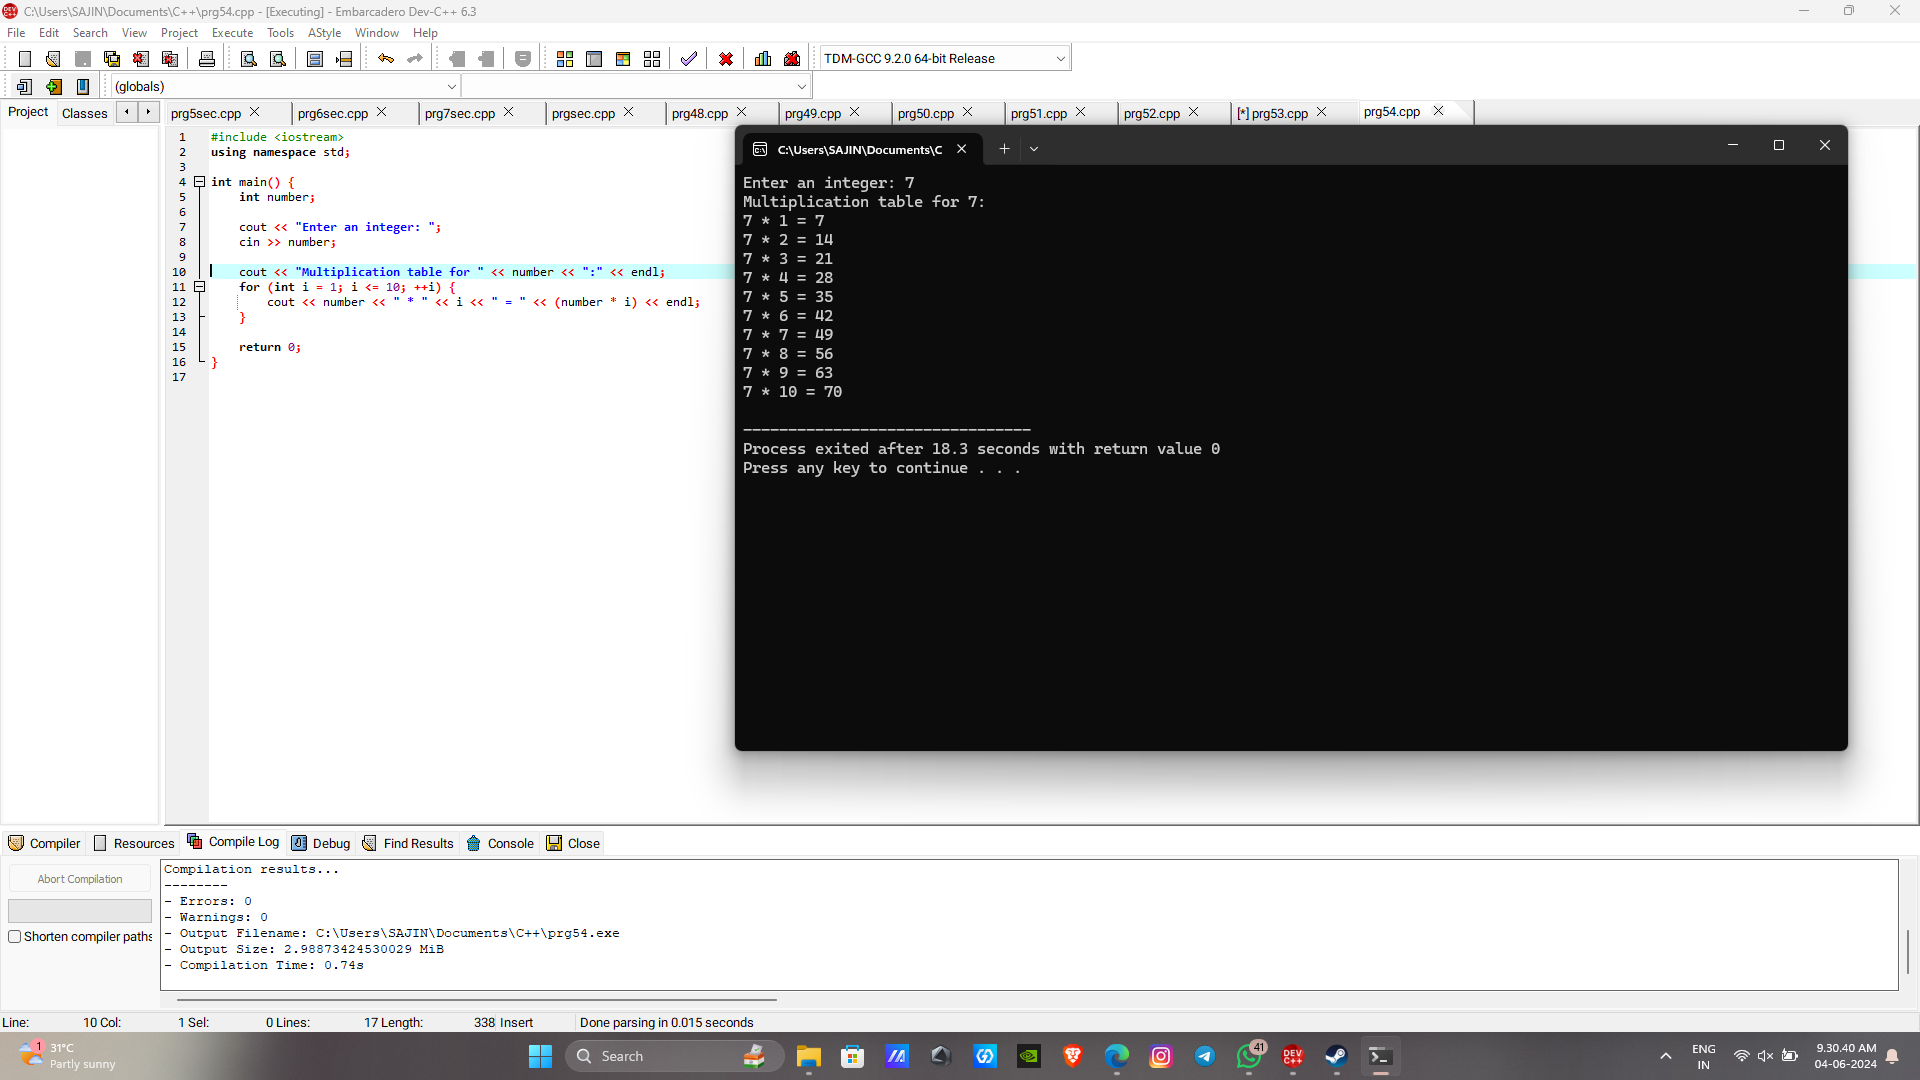 C:\Users\SAJIN\Documents\C++\prg54.cpp - [Executing] - Embarcadero Dev-C++ 6.3
File Edit Search View Project Execute Tools AStyle Window Help
TDM-GCC 9.2.0 64-bit Release
(globals)
Project Classes
prg5sec.cpp prg6sec.cpp prg7sec.cpp prgsec.cpp prg48.cpp prg49.cpp prg50.cpp prg51.cpp prg52.cpp [*] prg53.cpp prg54.cpp
1 #include <iostream>
2 using namespace std;
3
4 int main() {
5 int number;
6
7 cout << "Enter an integer: ";
8 cin >> number;
9
10 cout << "Multiplication table for " << number << ":" << endl;
11 for (int i = 1; i <= 10; ++i) {
12 cout << number << " * " << i << " = " << (number * i) << endl;
13 }
14
15 return 0;
16 }
17
C:\Users\SAJIN\Documents\C
Enter an integer: 7
Multiplication table for 7:
7 * 1 = 7
7 * 2 = 14
7 * 3 = 21
7 * 4 = 28
7 * 5 = 35
7 * 6 = 42
7 * 7 = 49
7 * 8 = 56
7 * 9 = 63
7 * 10 = 70
--------------------------------
Process exited after 18.3 seconds with return value 0
Press any key to continue . . .
Compiler Resources Compile Log Debug Find Results Console Close
Abort Compilation
Shorten compiler paths
Compilation results...
--------
- Errors: 0
- Warnings: 0
- Output Filename: C:\Users\SAJIN\Documents\C++\prg54.exe
- Output Size: 2.98873424530029 MiB
- Compilation Time: 0.74s
Line: 10 Col: 1 Sel: 0 Lines: 17 Length: 338 Insert Done parsing in 0.015 seconds
1
31°C
Partly sunny
Search
41
DEV
C++
ENG
IN
9.30.40 AM
04-06-2024